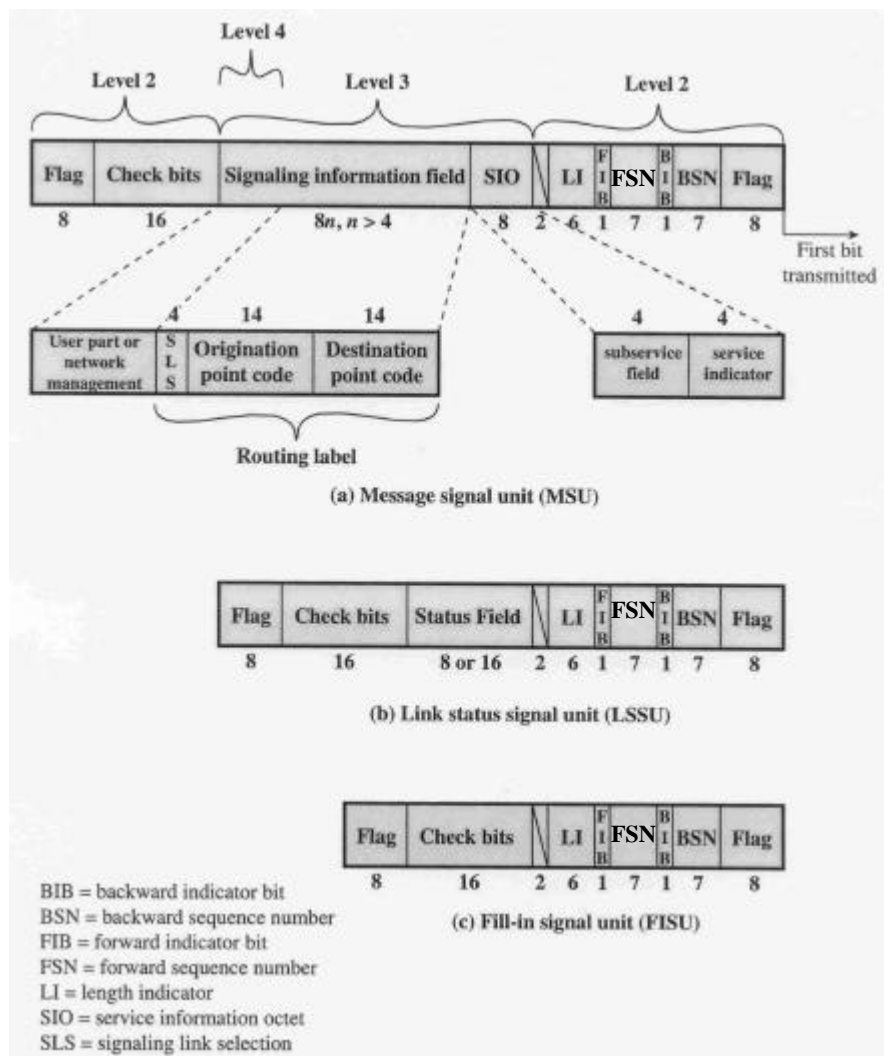 Level 4
Level 2 Level 3 Level 2
Flag Check bits Signaling information field SIO LI FIB FSN BIB BSN Flag
8 16 8n, n > 4 8 2 6 1 7 1 7 8
First bit
transmitted
4 14 14 4 4
User part or
network
management
SLS
Origination
point code
Destination
point code
subservice
field
service
indicator
Routing label
(a) Message signal unit (MSU)
Flag Check bits Status Field LI FIB FSN BIB BSN Flag
8 16 8 or 16 2 6 1 7 1 7 8
(b) Link status signal unit (LSSU)
Flag Check bits LI FIB FSN BIB BSN Flag
8 16 2 6 1 7 1 7 8
(c) Fill-in signal unit (FISU)
BIB = backward indicator bit
BSN = backward sequence number
FIB = forward indicator bit
FSN = forward sequence number
LI = length indicator
SIO = service information octet
SLS = signaling link selection